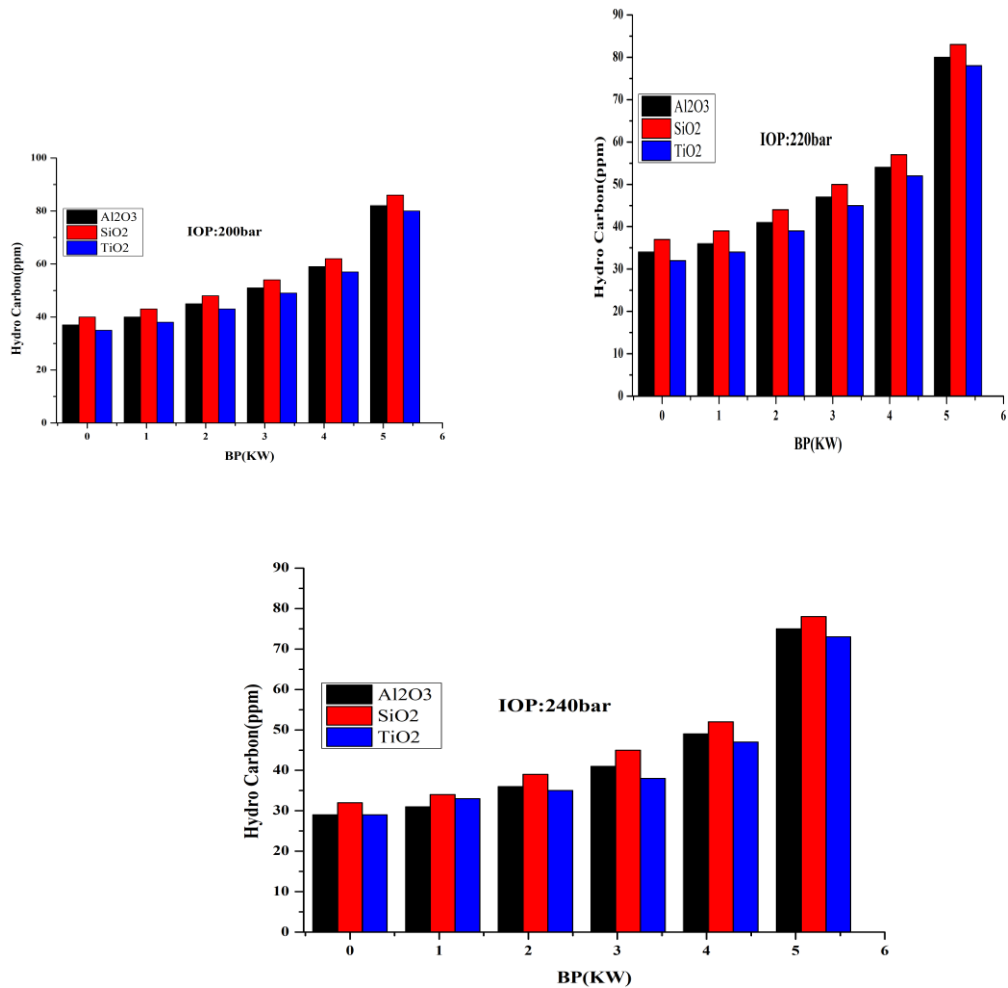 100
80
60
40
20
0
Hydro Carbon(ppm)
Al2O3
SiO2
TiO2
IOP:200bar
0 1 2 3 4 5 6
BP(KW)
90
80
70
60
50
40
30
20
10
0
Hydro Carbon(ppm)
Al2O3
SiO2
TiO2
IOP:220bar
0 1 2 3 4 5 6
BP(KW)
90
80
70
60
50
40
30
20
10
0
Hydro Carbon(ppm)
Al2O3
SiO2
TiO2
IOP:240bar
0 1 2 3 4 5 6
BP(KW)